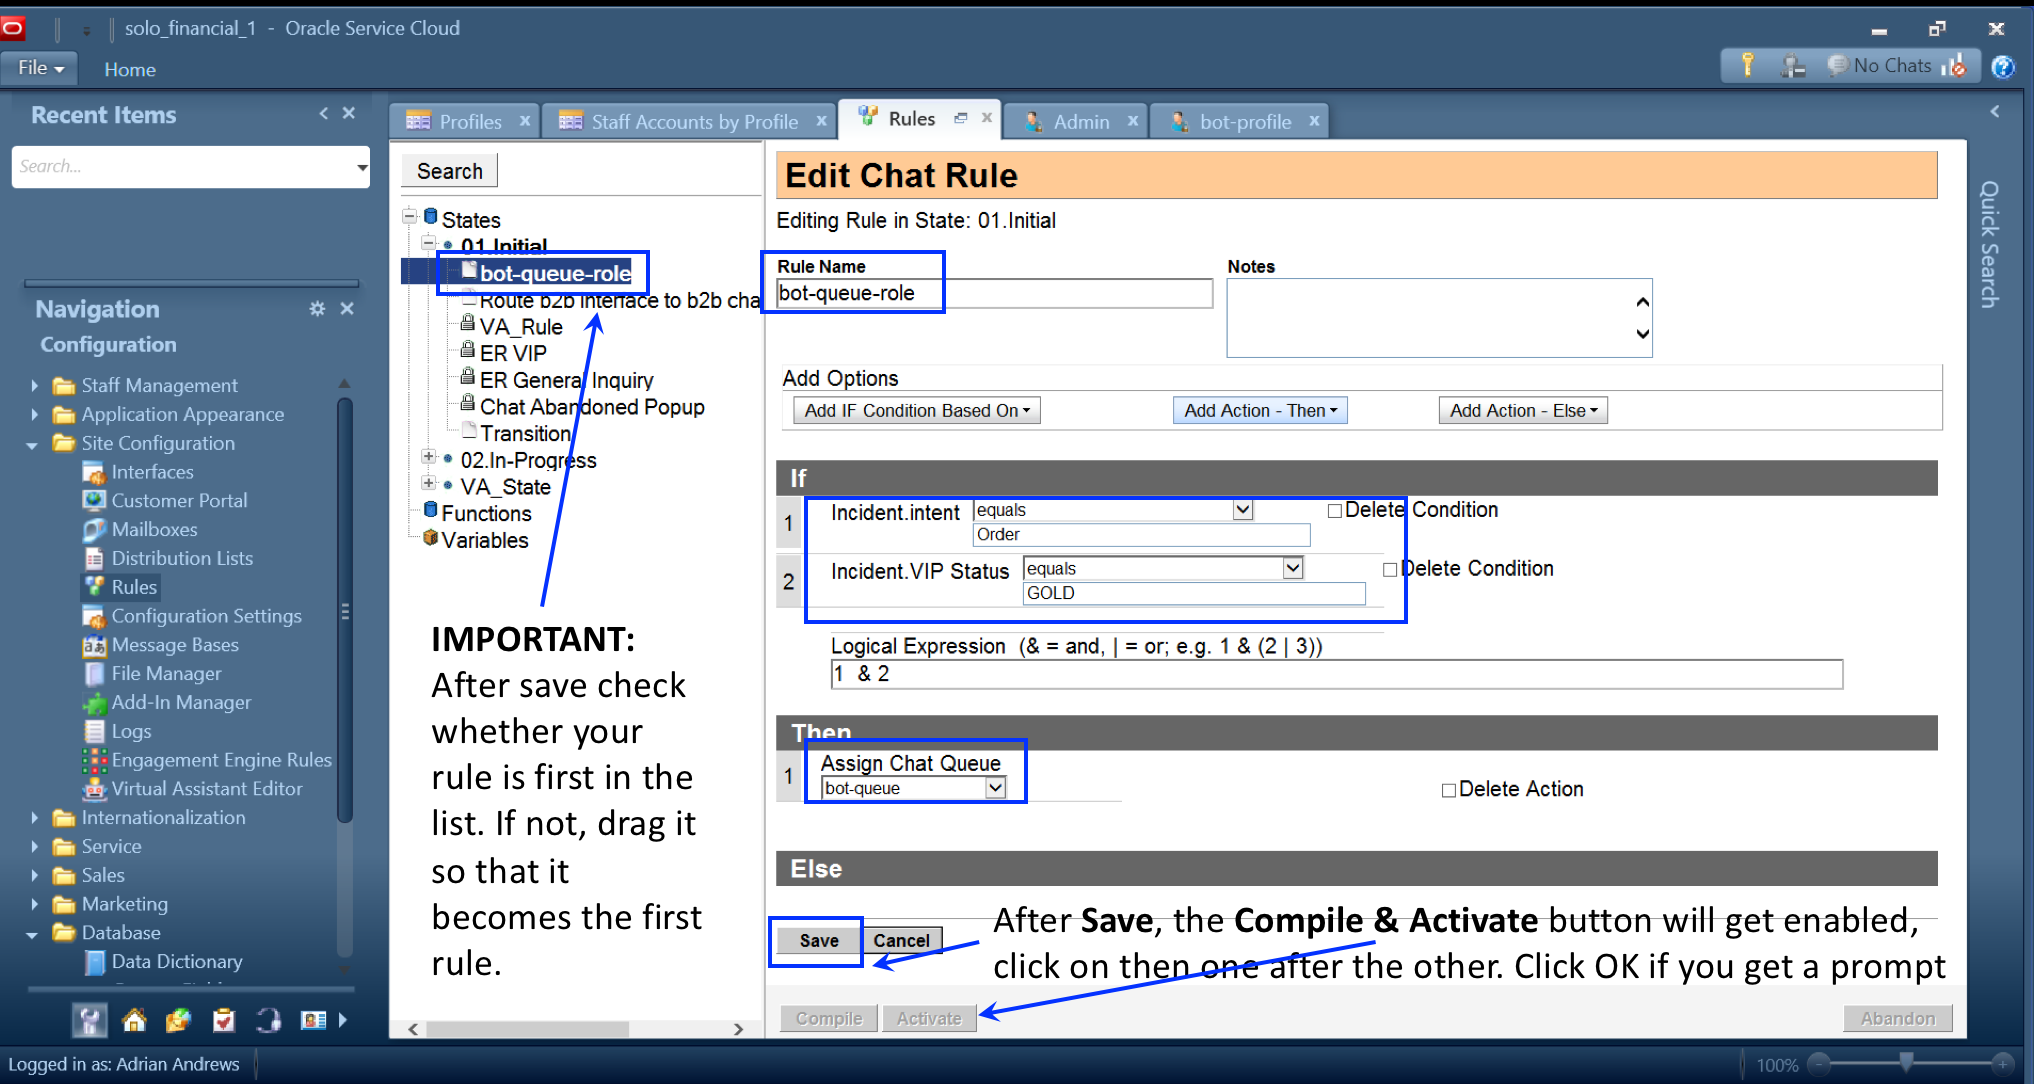 solo_financial_1 - Oracle Service Cloud
File
Home
No Chats
Recent Items
Search...
Navigation
Configuration
Staff Management
Application Appearance
Site Configuration
Interfaces
Customer Portal
Mailboxes
Distribution Lists
Rules
Configuration Settings
Message Bases
File Manager
Add-In Manager
Logs
Engagement Engine Rules
Virtual Assistant Editor
Internationalization
Service
Sales
Marketing
Database
Data Dictionary
Profiles x
Staff Accounts by Profile x
Rules x
Admin x
bot-profile x
Search
States
01.Initial
bot-queue-role
Route b2b interface to b2b cha
VA_Rule
ER VIP
ER General Inquiry
Chat Abandoned Popup
Transition
02.In-Progress
VA_State
Functions
Variables
IMPORTANT:
After save check
whether your
rule is first in the
list. If not, drag it
so that it
becomes the first
rule.
Edit Chat Rule
Editing Rule in State: 01.Initial
Rule Name
bot-queue-role
Notes
Add Options
Add IF Condition Based On
Add Action - Then
Add Action - Else
If
1 Incident.intent equals Delete Condition
Order
2 Incident.VIP Status equals Delete Condition
GOLD
Logical Expression (& = and, | = or; e.g. 1 & (2 | 3))
1 & 2
Then
1 Assign Chat Queue
bot-queue
Delete Action
Else
Save Cancel
After Save, the Compile & Activate button will get enabled,
click on then one after the other. Click OK if you get a prompt
Compile Activate
Abandon
Quick Search
Logged in as: Adrian Andrews
100%